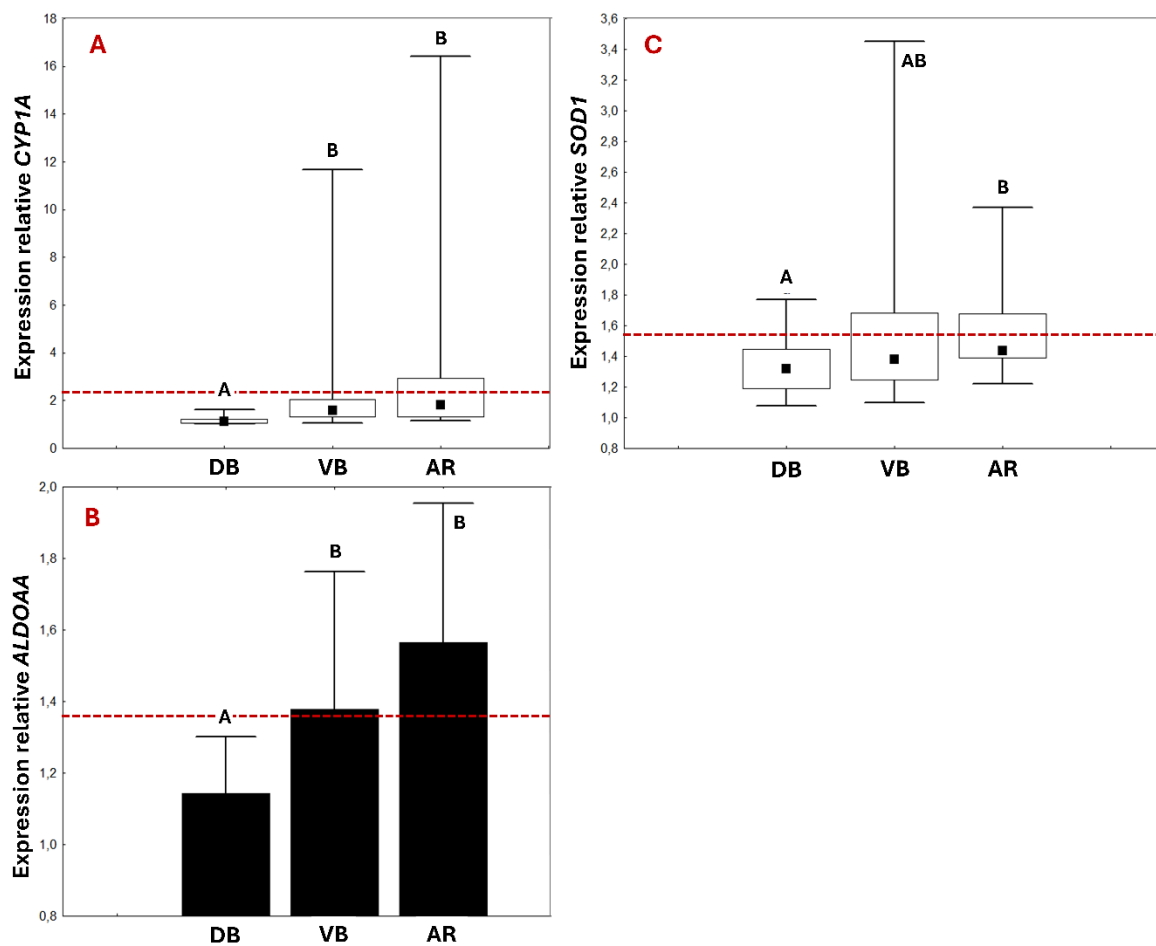 A
Expression relative CYP1A
18
16
14
12
10
8
6
4
2
0
A
B
B
DB
VB
AR
C
Expression relative SOD1
3,6
3,4
3,2
3,0
2,8
2,6
2,4
2,2
2,0
1,8
1,6
1,4
1,2
1,0
0,8
A
AB
B
DB
VB
AR
B
Expression relative ALDOAA
2,0
1,8
1,6
1,4
1,2
1,0
0,8
A
B
B
DB
VB
AR